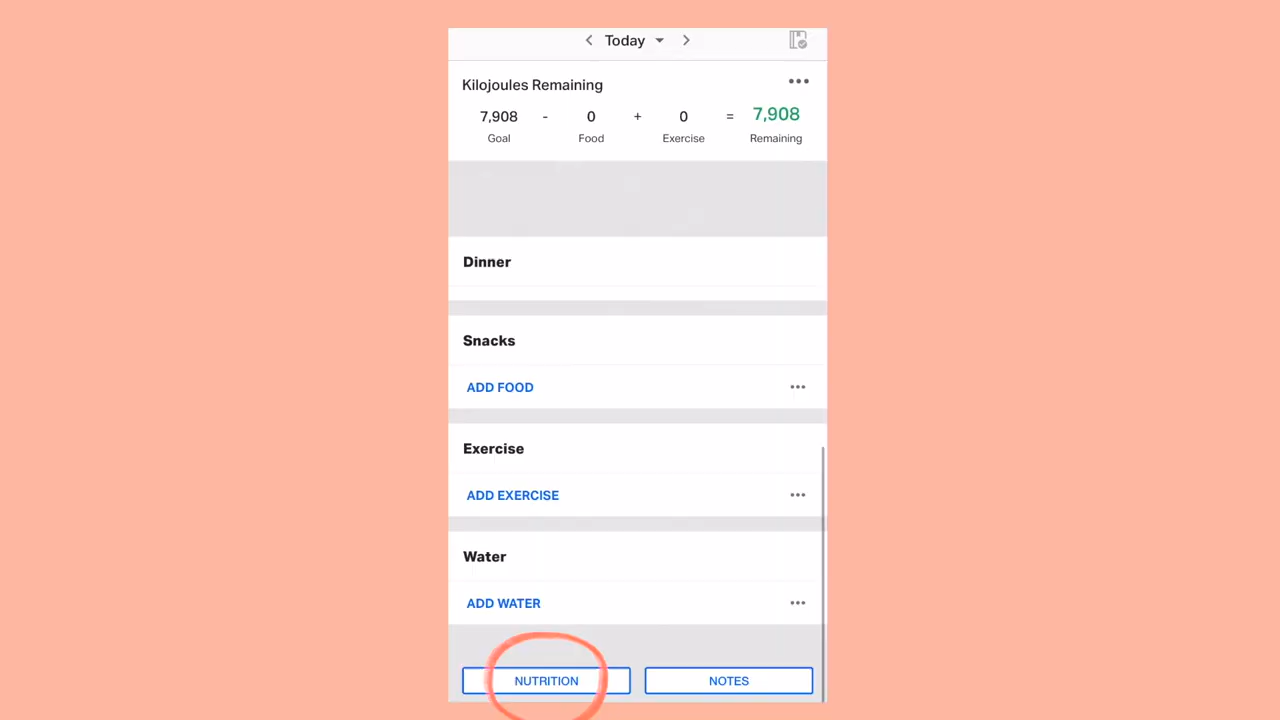 Today
Kilojoules Remaining
7,908 - 0 + 0 = 7,908
Goal Food Exercise Remaining
Dinner
Snacks
ADD FOOD
Exercise
ADD EXERCISE
Water
ADD WATER
NUTRITION NOTES